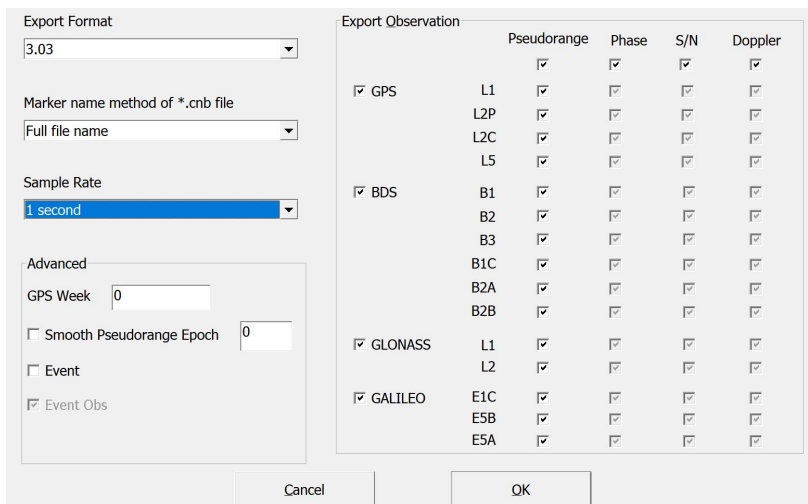 Export Format
3.03
Marker name method of *.cnb file
Full file name
Sample Rate
1 second
Advanced
GPS Week 0
Smooth Pseudorange Epoch 0
Event
Event Obs
Export Observation
Pseudorange Phase S/N Doppler
GPS L1
L2P
L2C
L5
BDS B1
B2
B3
B1C
B2A
B2B
GLONASS L1
L2
GALILEO E1C
E5B
E5A
Cancel OK